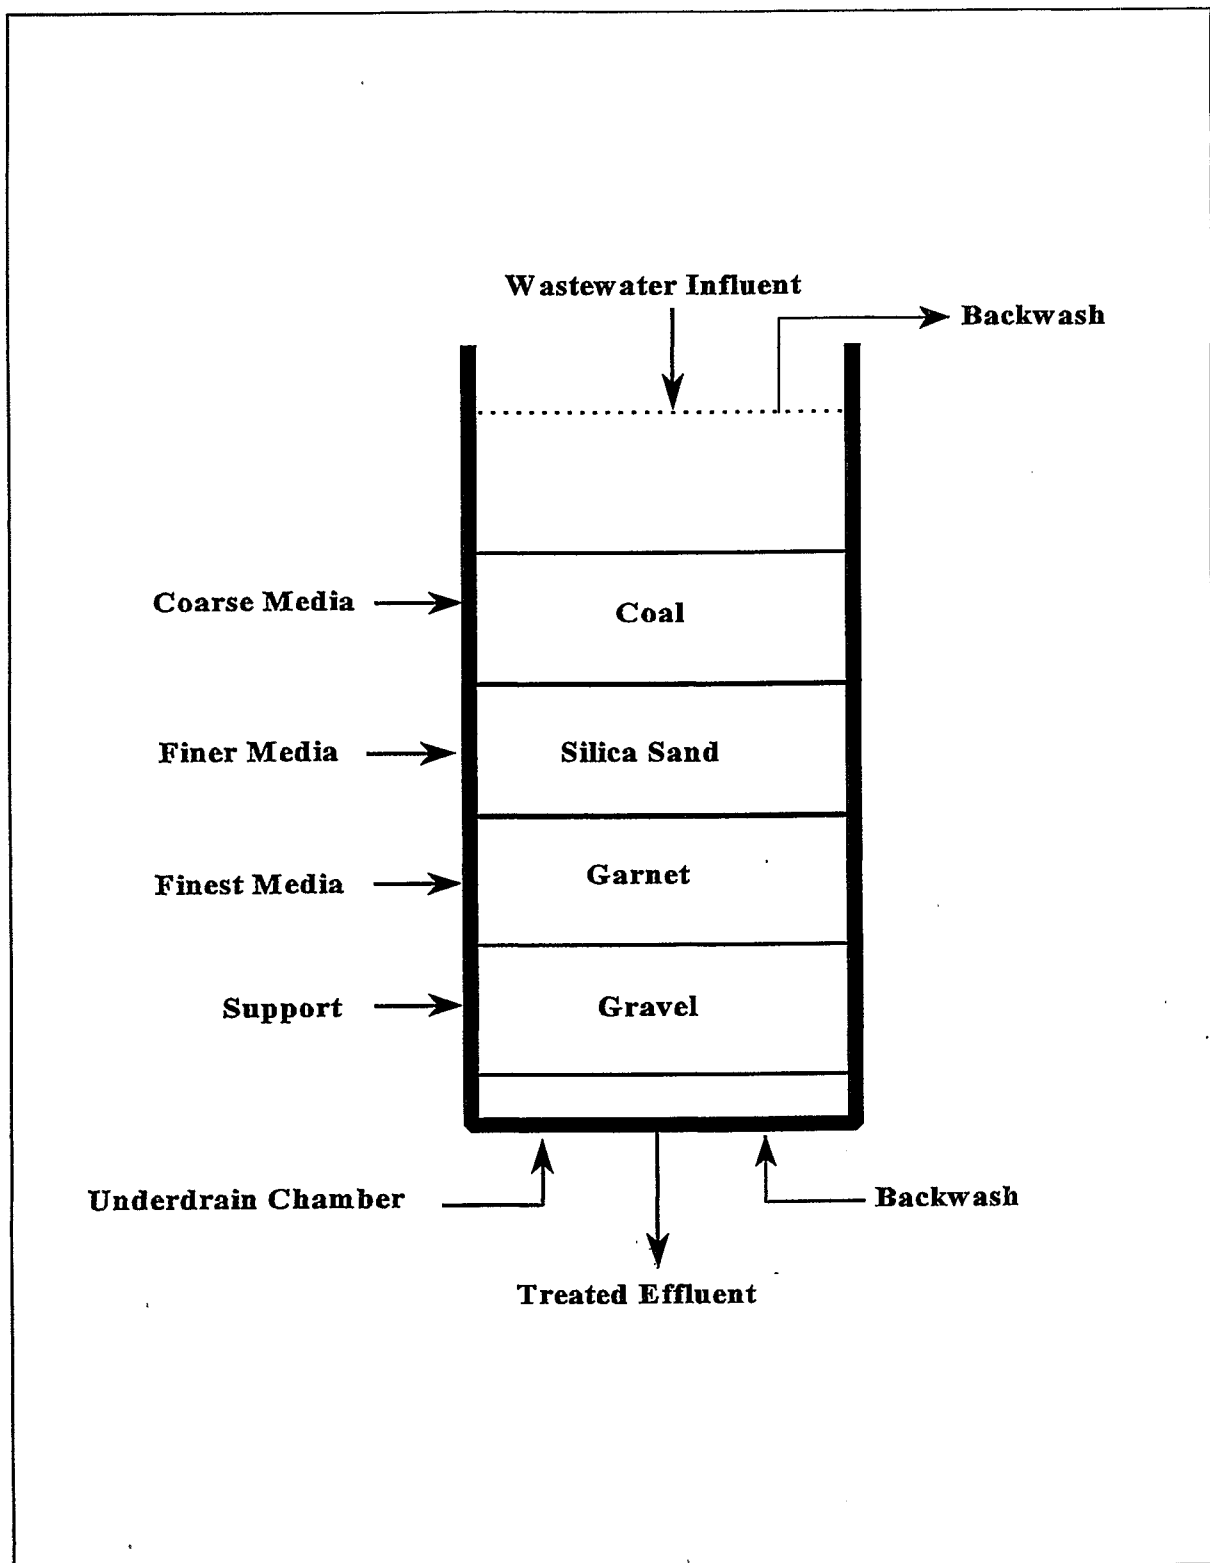 Wastewater Influent
Backwash
Coarse Media
Coal
Finer Media
Silica Sand
Finest Media
Garnet
Support
Gravel
Underdrain Chamber
Backwash
Treated Effluent